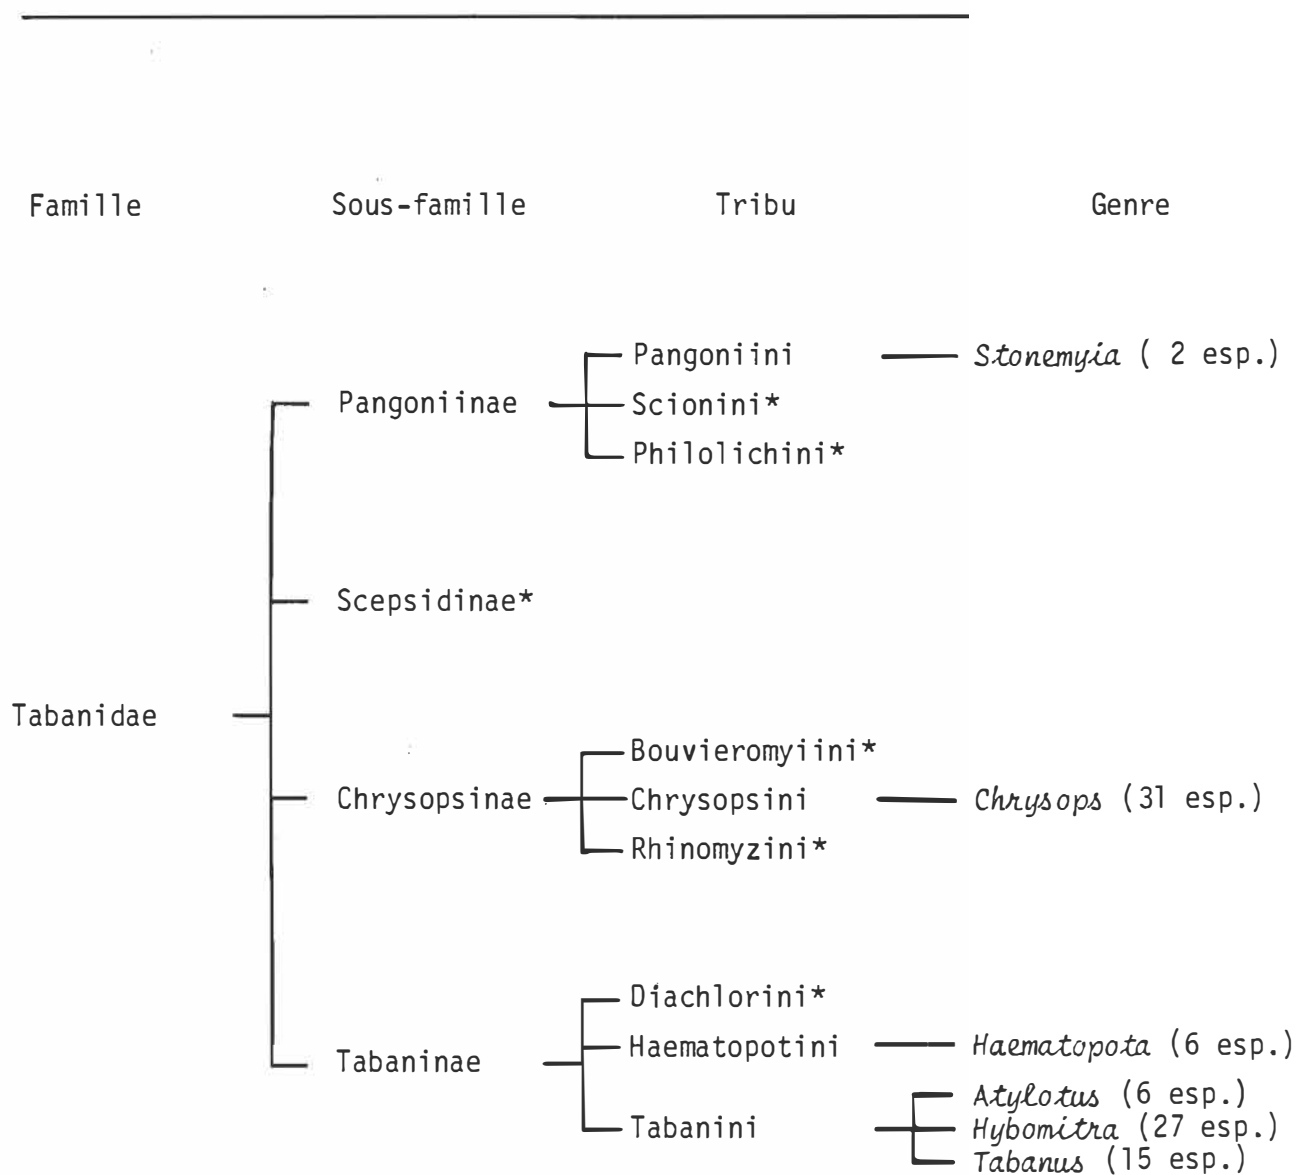 Famille Sous-famille Tribu Genre
Pangoniini Stonemyia ( 2 esp.)
Pangoniinae Scionini*
Philolichini*
Scepsidinae*
Tabanidae
Bouvieromyiini*
Chrysopsinae Chrysopsini Chrysops (31 esp.)
Rhinomyzini*
Diachlorini*
Haematopotini Haematopota (6 esp.)
Tabaninae
Atylotus (6 esp.)
Tabanini Hybomitra (27 esp.)
Tabanus (15 esp.)